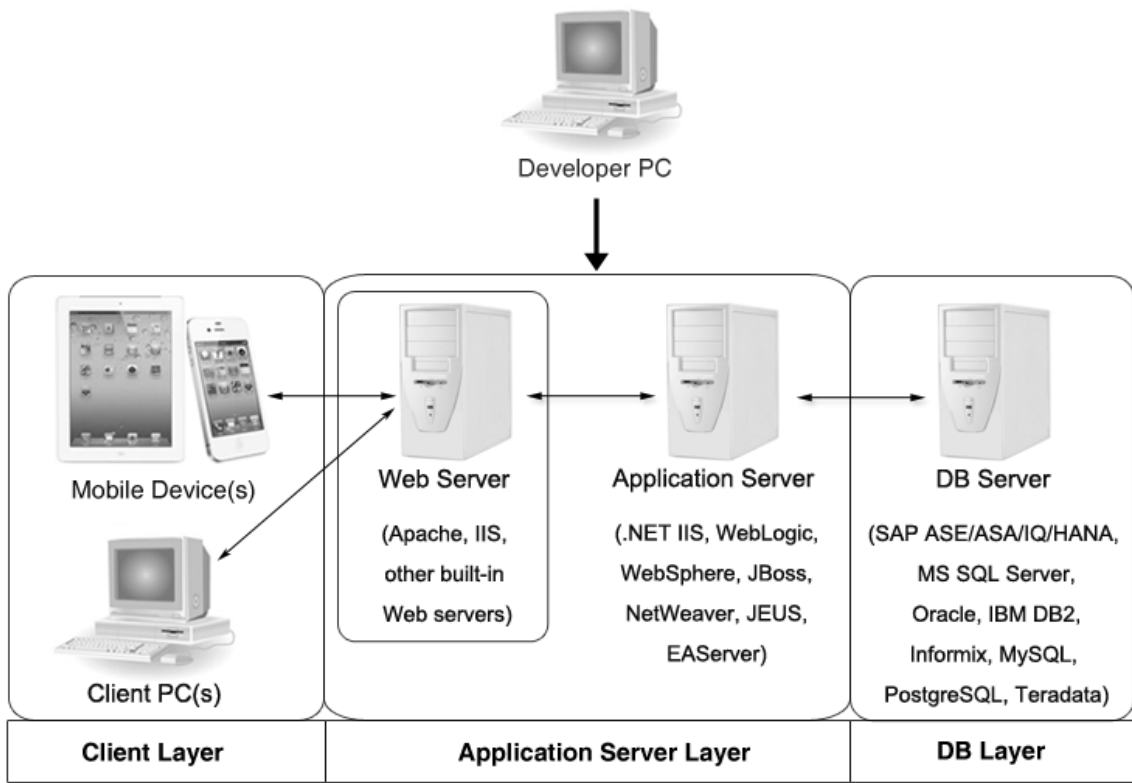 Developer PC
Mobile Device(s)
Client PC(s)
Web Server
(Apache, IIS,
other built-in
Web servers)
Application Server
(.NET IIS, WebLogic,
WebSphere, JBoss,
NetWeaver, JEUS,
EAServer)
DB Server
(SAP ASE/ASA/IQ/HANA,
MS SQL Server,
Oracle, IBM DB2,
Informix, MySQL,
PostgreSQL, Teradata)
Client Layer
Application Server Layer
DB Layer